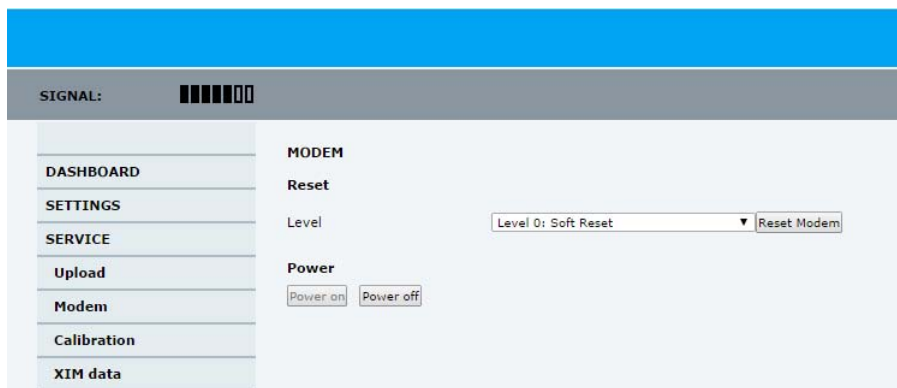 SIGNAL:
MODEM
DASHBOARD
Reset
SETTINGS
Level
Level 0: Soft Reset
Reset Modem
SERVICE
Upload
Power
Power on
Power off
Modem
Calibration
XIM data